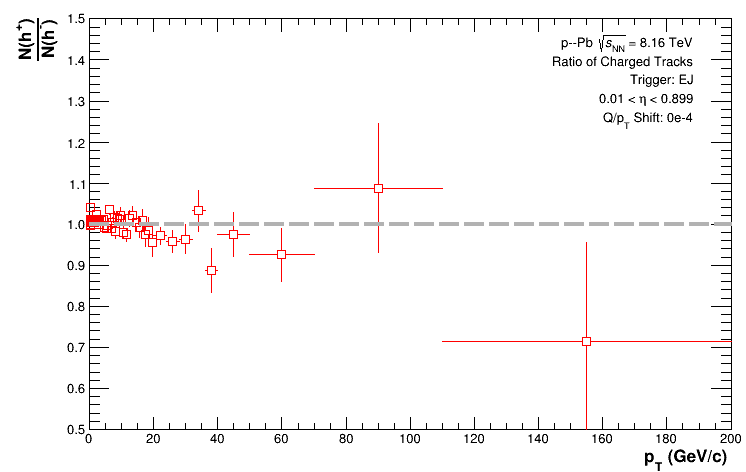 N(h⁺)
N(h⁻)
1.5
1.4
1.3
1.2
1.1
1.0
0.9
0.8
0.7
0.6
0.5
p--Pb √s_NN = 8.16 TeV
Ratio of Charged Tracks
Trigger: EJ
0.01 < η < 0.899
Q/p_T Shift: 0e-4
0 20 40 60 80 100 120 140 160 180 200
p_T (GeV/c)